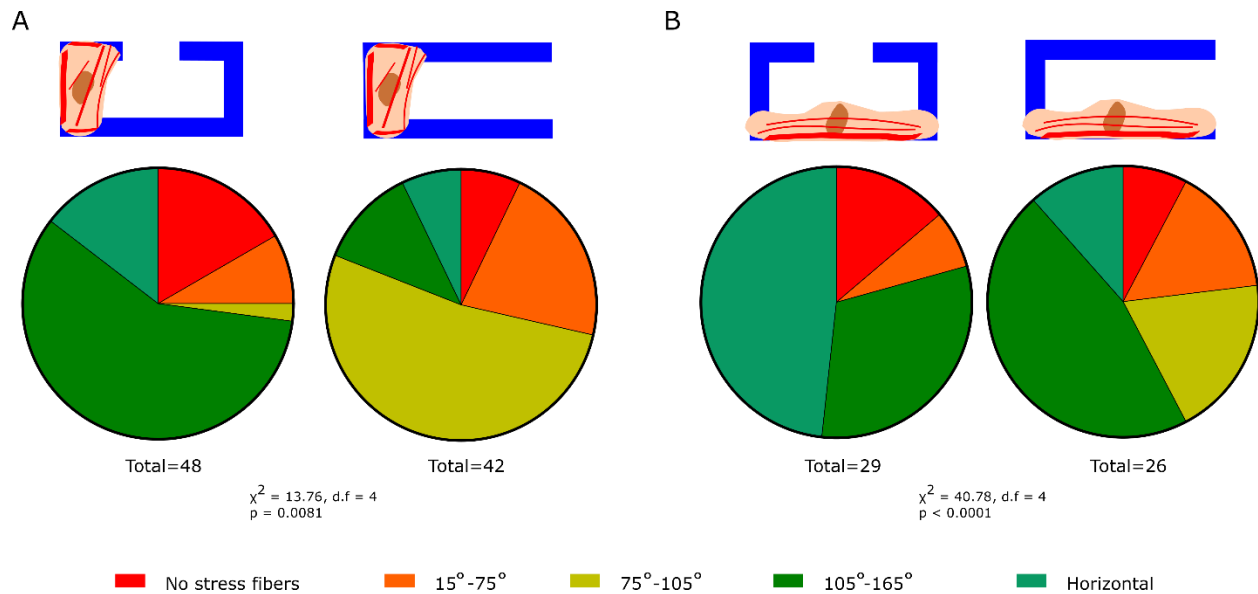 A
B
Total=48
Total=42
χ² = 13.76, d.f = 4
p = 0.0081
Total=29
Total=26
χ² = 40.78, d.f = 4
p < 0.0001
No stress fibers
15°-75°
75°-105°
105°-165°
Horizontal